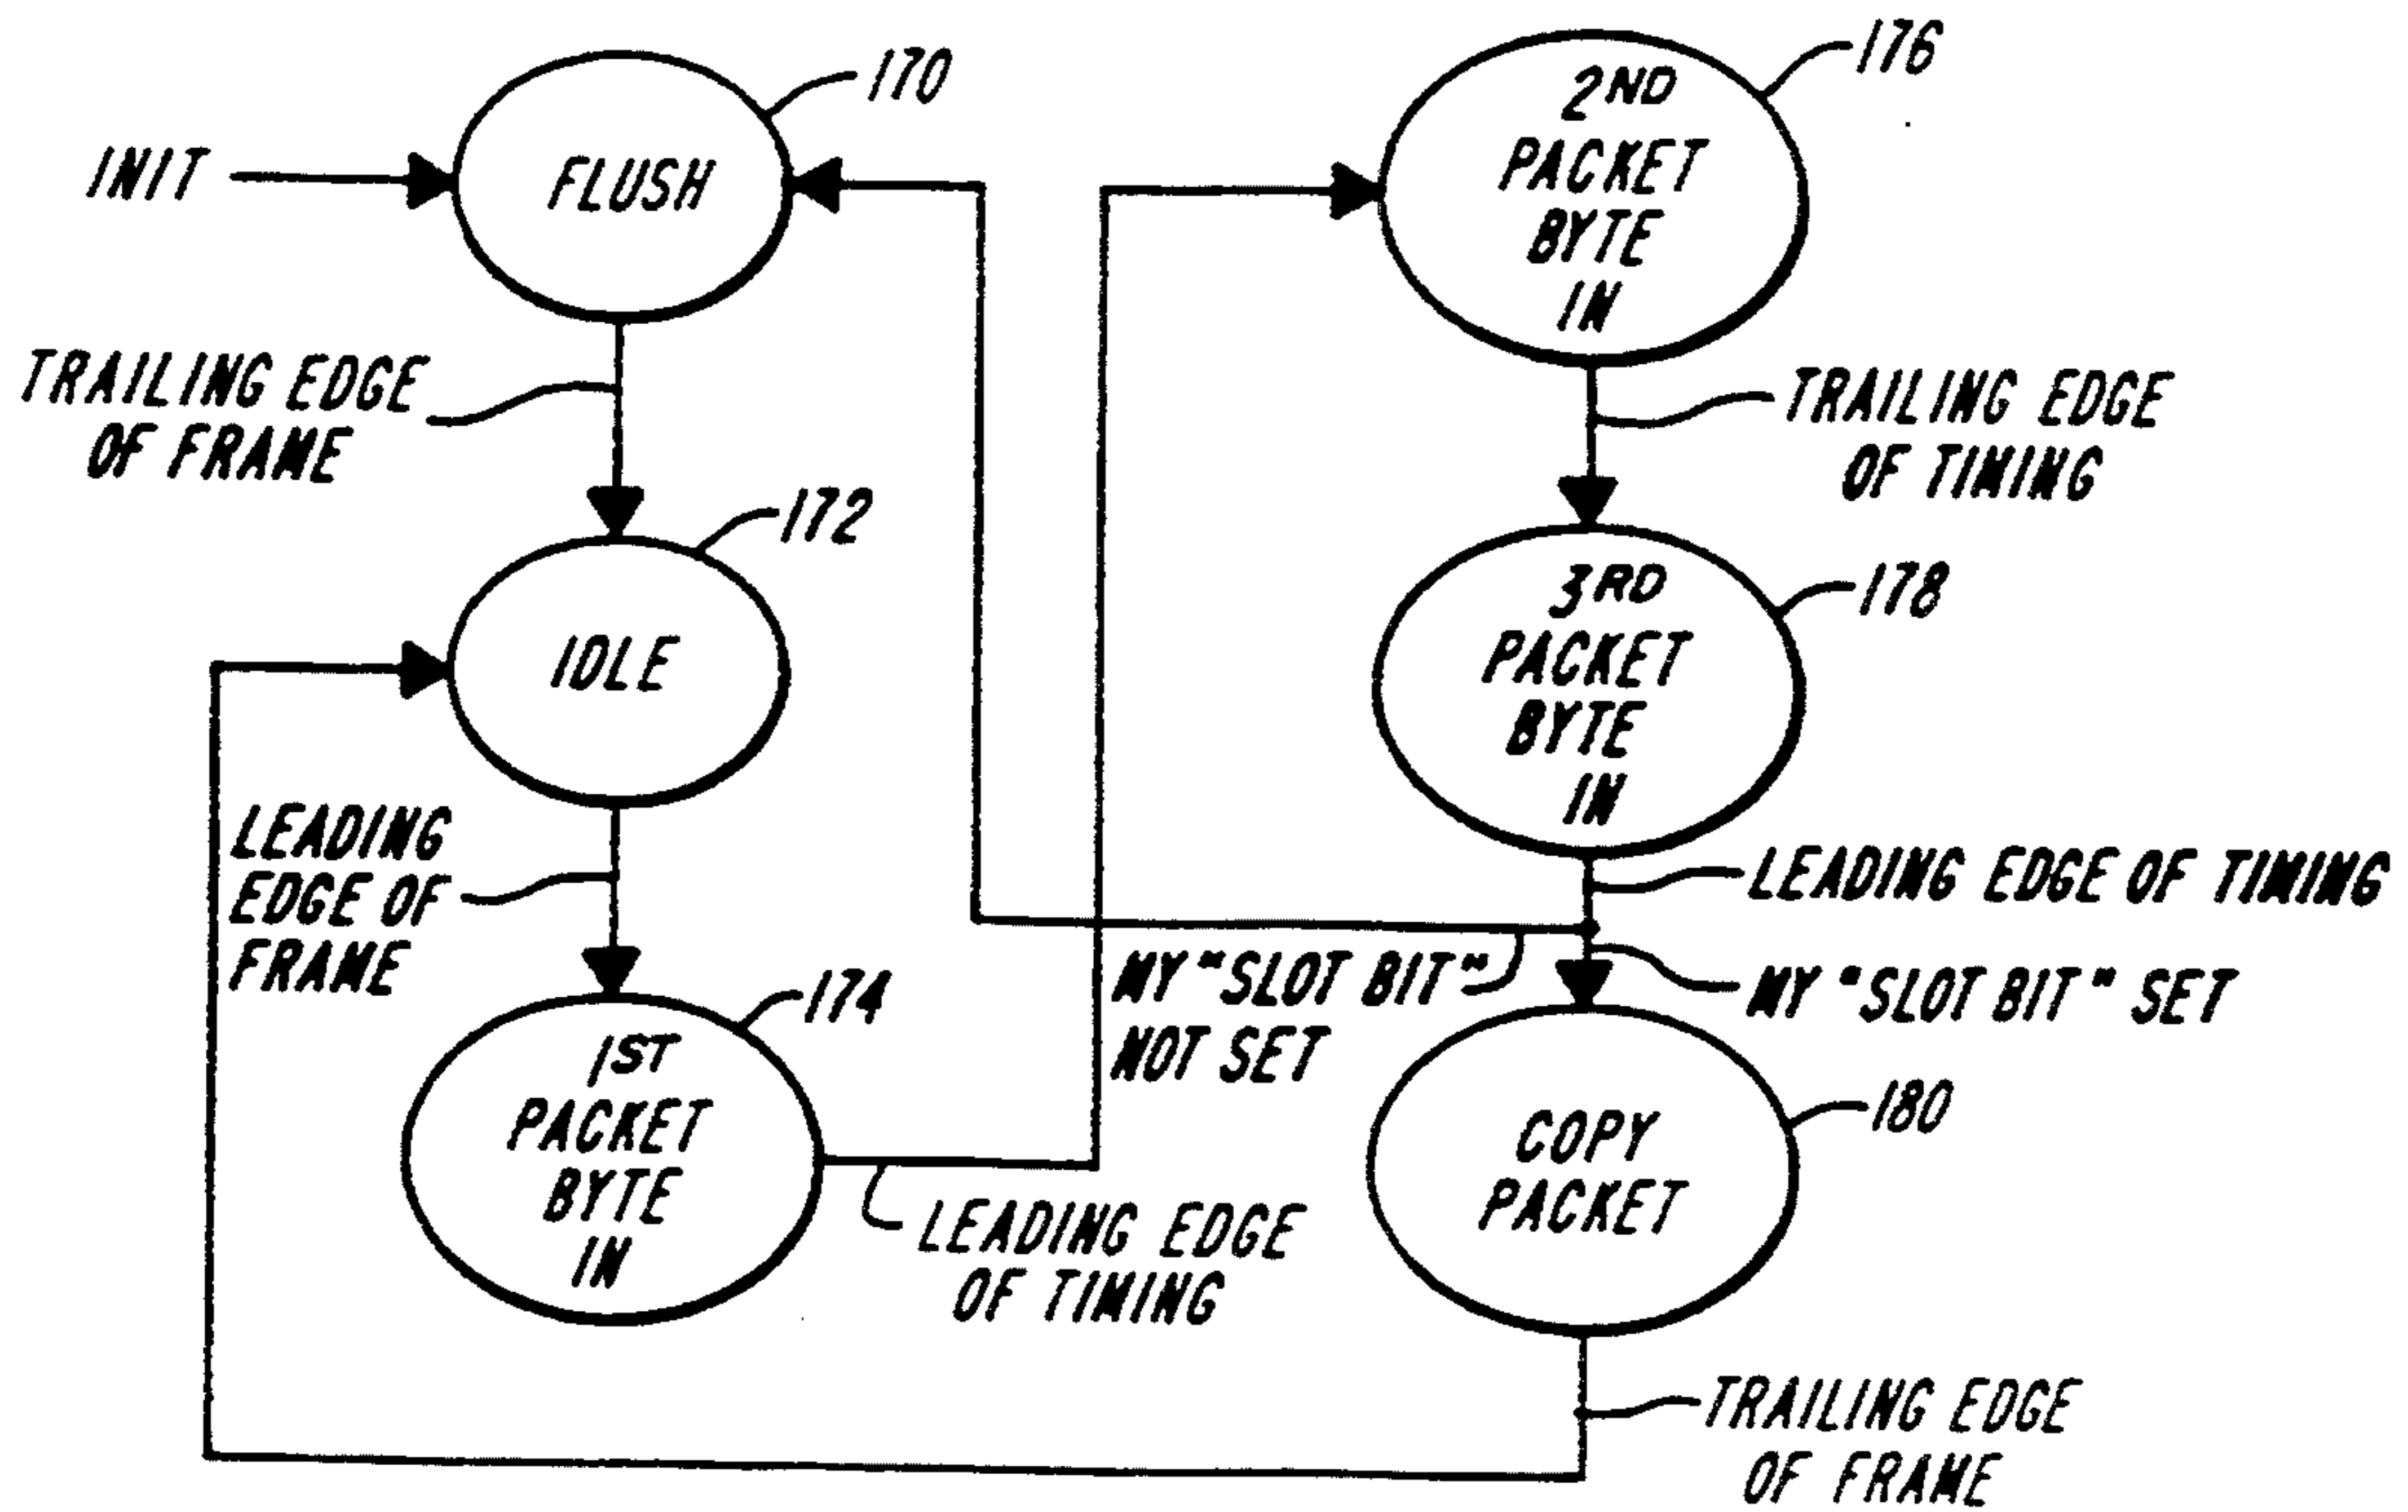 170
INIT
FLUSH
TRAILING EDGE
OF FRAME
172
IDLE
LEADING
EDGE OF
FRAME
174
1ST
PACKET
BYTE
IN
LEADING EDGE
OF TIMING
176
2ND
PACKET
BYTE
IN
TRAILING EDGE
OF TIMING
178
3RD
PACKET
BYTE
IN
LEADING EDGE OF TIMING
MY "SLOT BIT"
NOT SET
MY "SLOT BIT" SET
180
COPY
PACKET
TRAILING EDGE
OF FRAME